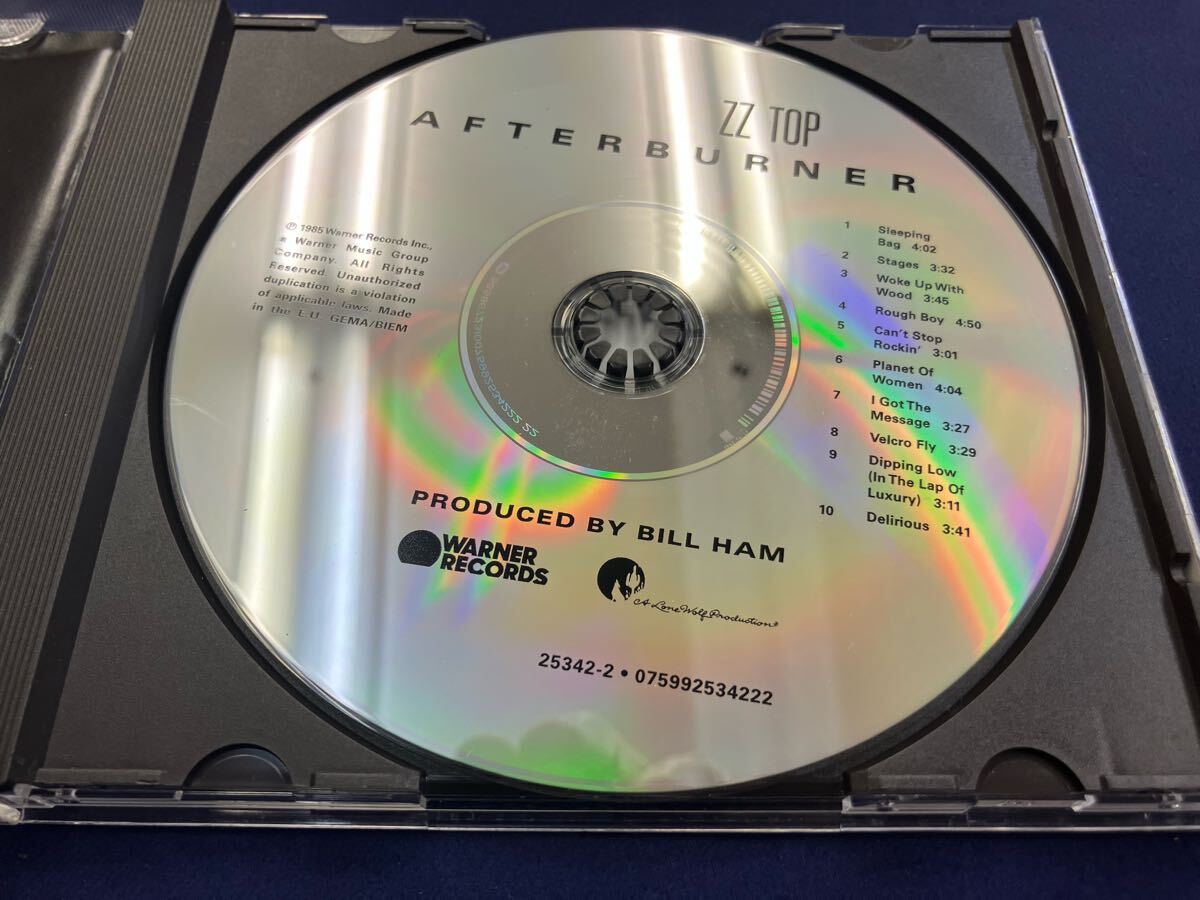 ZZ TOP
AFTERBURNER
℗ 1985 Warner Records Inc.,
a Warner Music Group
Company. All Rights
Reserved. Unauthorized
duplication is a violation
of applicable laws. Made
in the E.U. GEMA/BIEM
1 Sleeping
Bag 4:02
2 Stages 3:32
3 Woke Up With
Wood 3:45
4 Rough Boy 4:50
5 Can't Stop
Rockin' 3:01
6 Planet Of
Women 4:04
7 I Got The
Message 3:27
8 Velcro Fly 3:29
9 Dipping Low
(In The Lap Of
Luxury) 3:11
10 Delirious 3:41
PRODUCED BY BILL HAM
WARNER
RECORDS
A Lone Wolf Production®
25342-2 • 075992534222